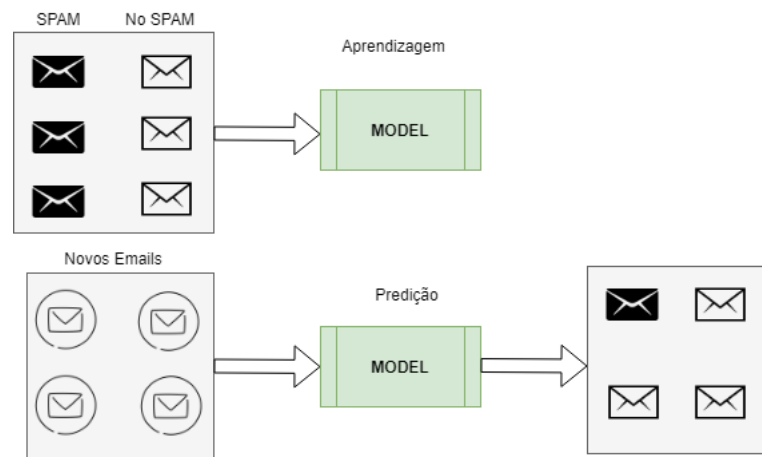 SPAM No SPAM
Aprendizagem
MODEL
Novos Emails
Predição
MODEL